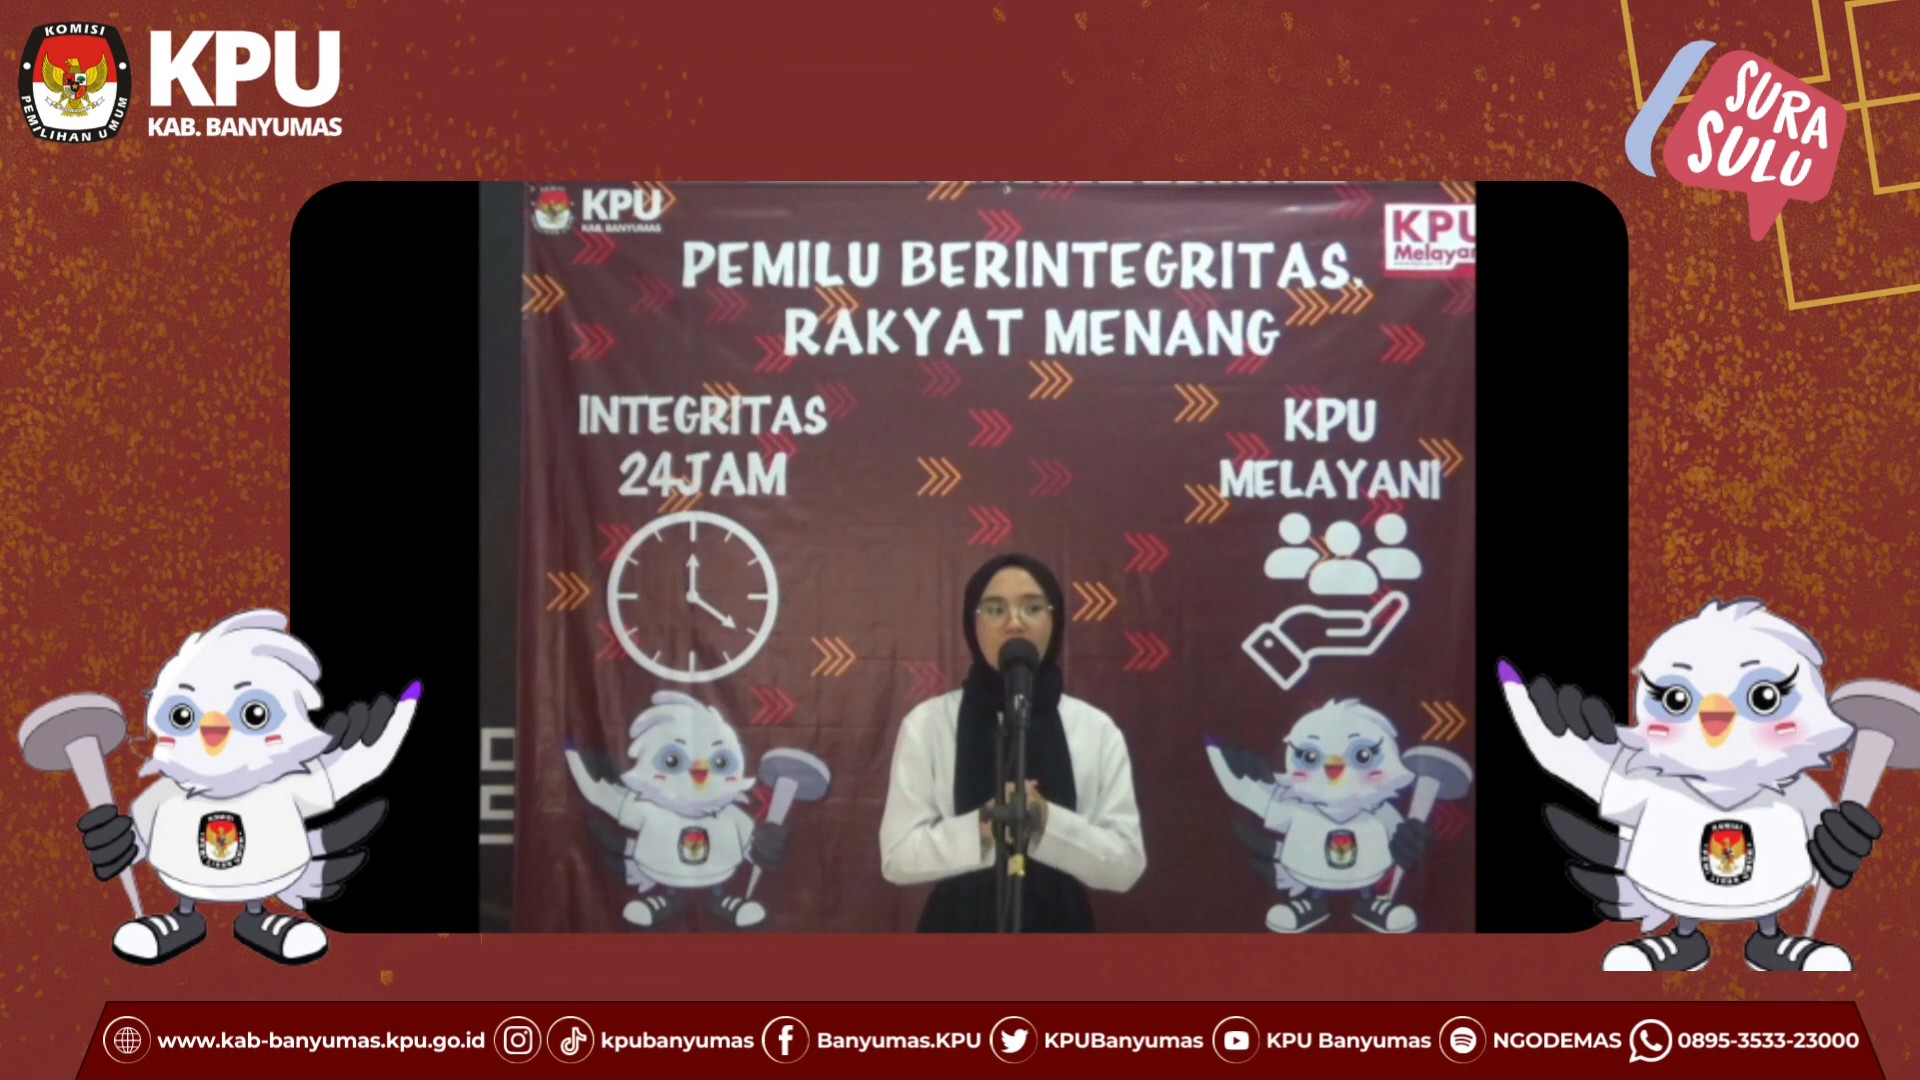 KOMISI
PEMILIHAN UMUM
KPU
KAB. BANYUMAS
SURA
SULU
KPU
KAB. BANYUMAS
KPU
PEMILU BERINTEGRITAS,
RAKYAT MENANG
INTEGRITAS
24JAM
KPU
MELAYANI
www.kab-banyumas.kpu.go.id
kpubanyumas
Banyumas.KPU
KPUBanyumas
KPU Banyumas
NGODEMAS
0895-3533-23000